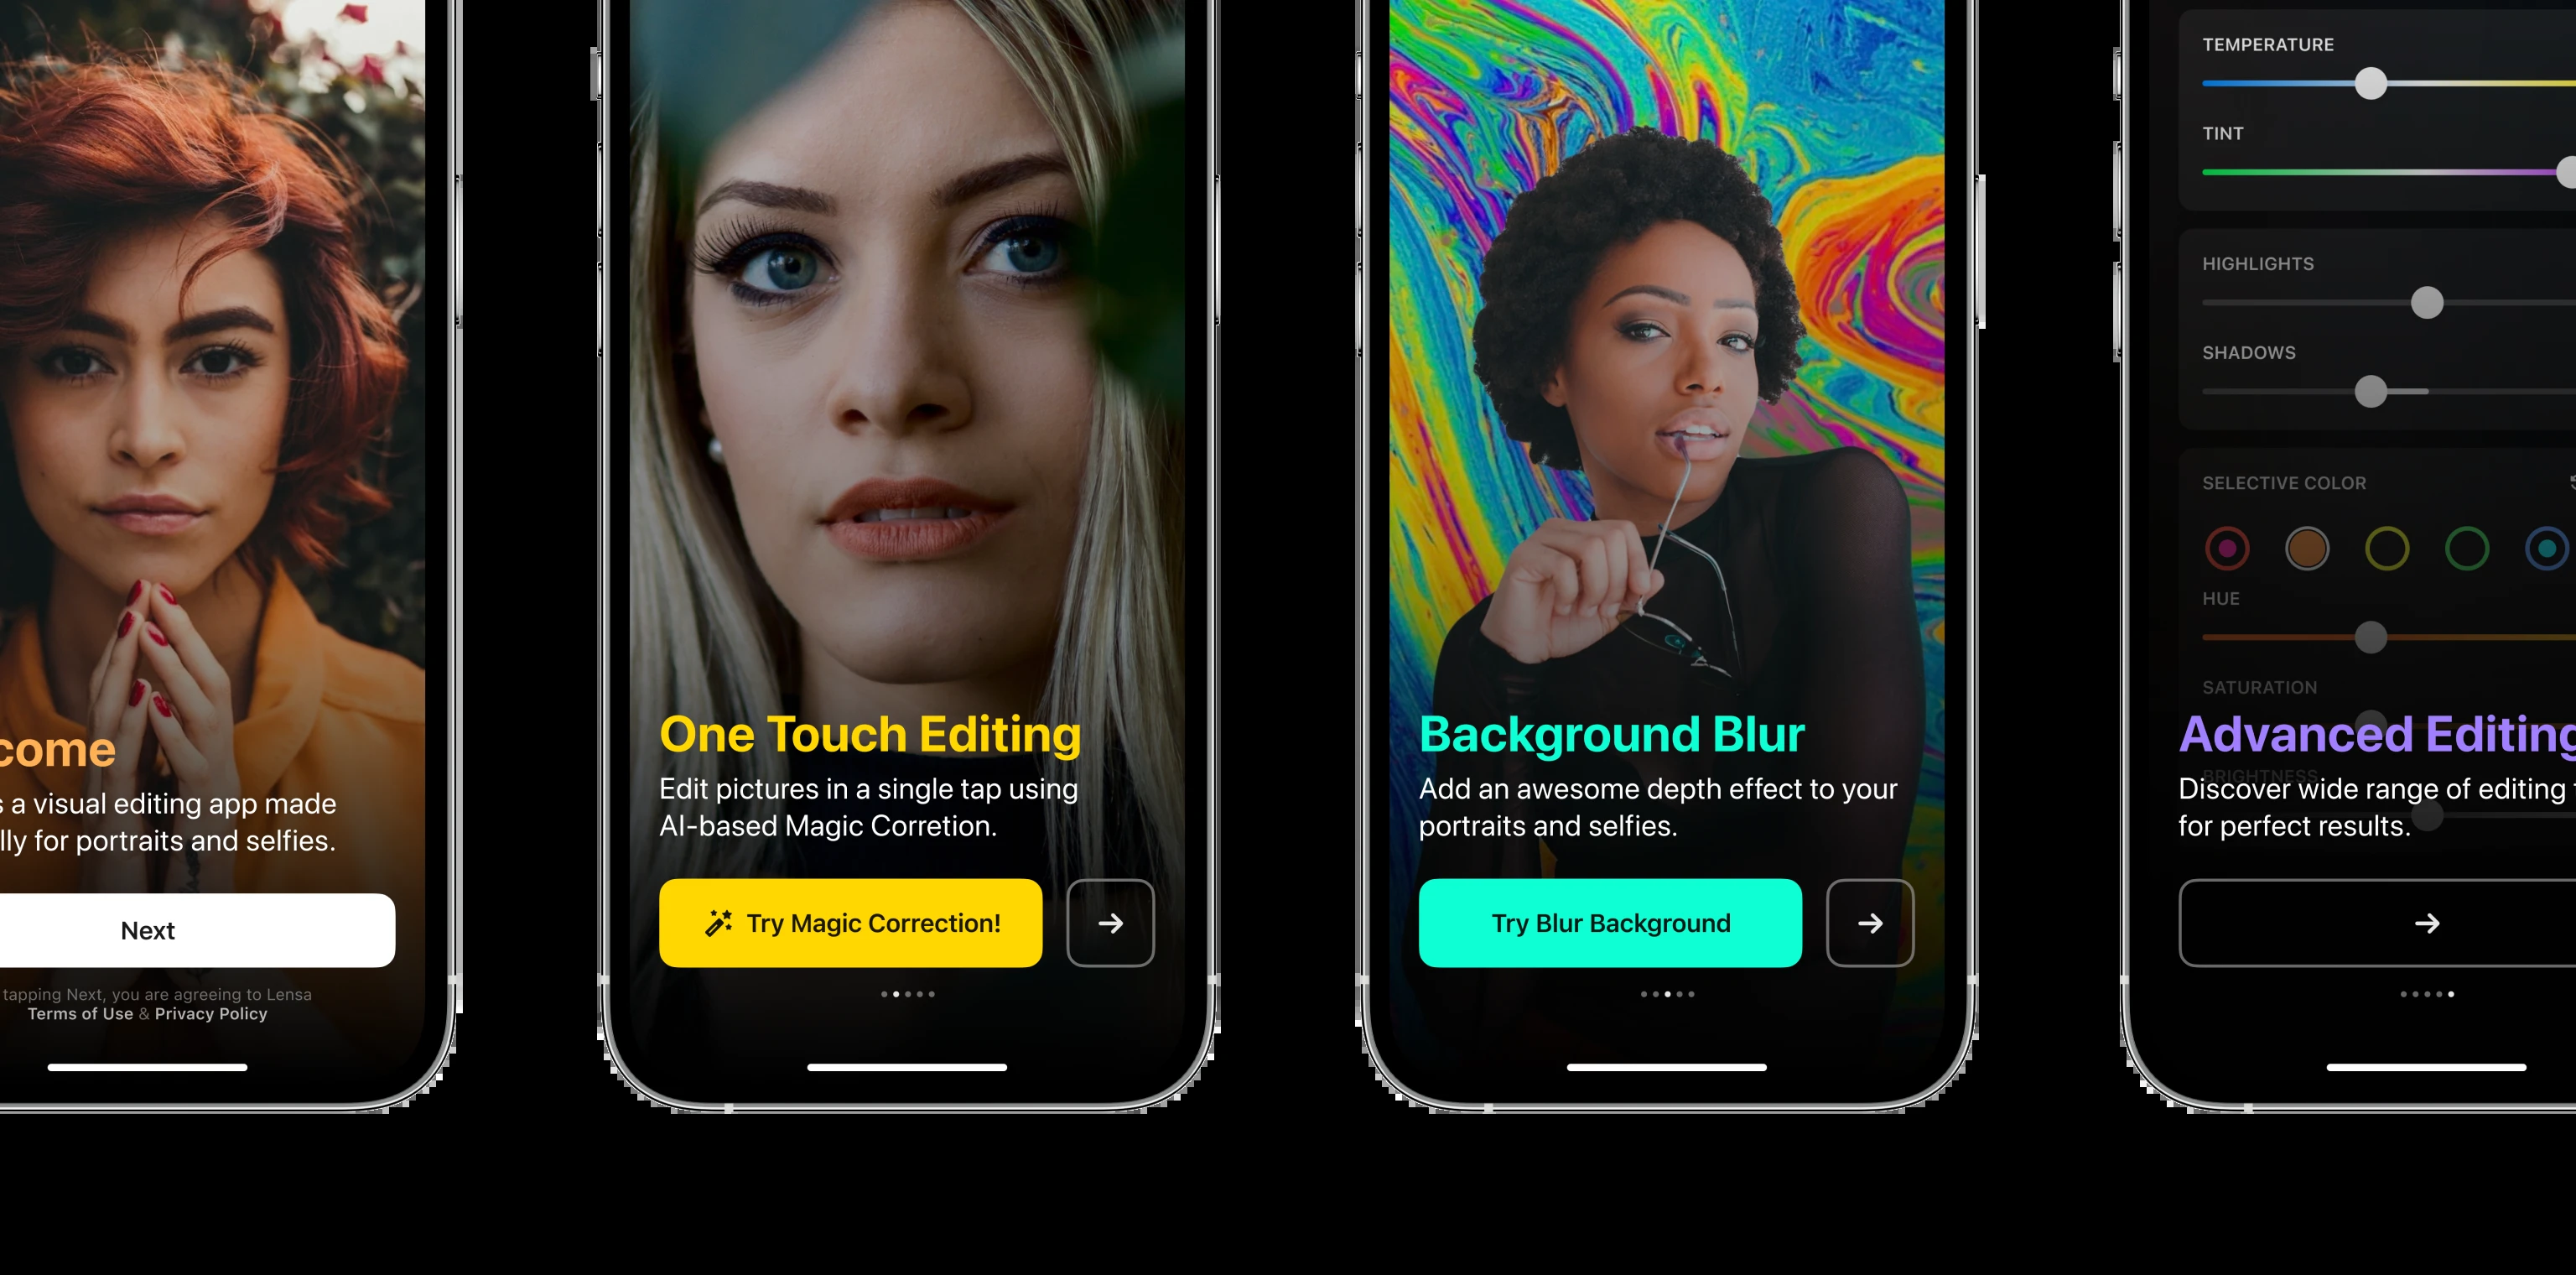 come
s a visual editing app made
lly for portraits and selfies.
Next
tapping Next, you are agreeing to Lensa
Terms of Use & Privacy Policy
One Touch Editing
Edit pictures in a single tap using
AI-based Magic Corretion.
Try Magic Correction!
Background Blur
Add an awesome depth effect to your
portraits and selfies.
Try Blur Background
TEMPERATURE
TINT
HIGHLIGHTS
SHADOWS
SELECTIVE COLOR
HUE
SATURATION
Advanced Editing
BRIGHTNESS
Discover wide range of editing
for perfect results.